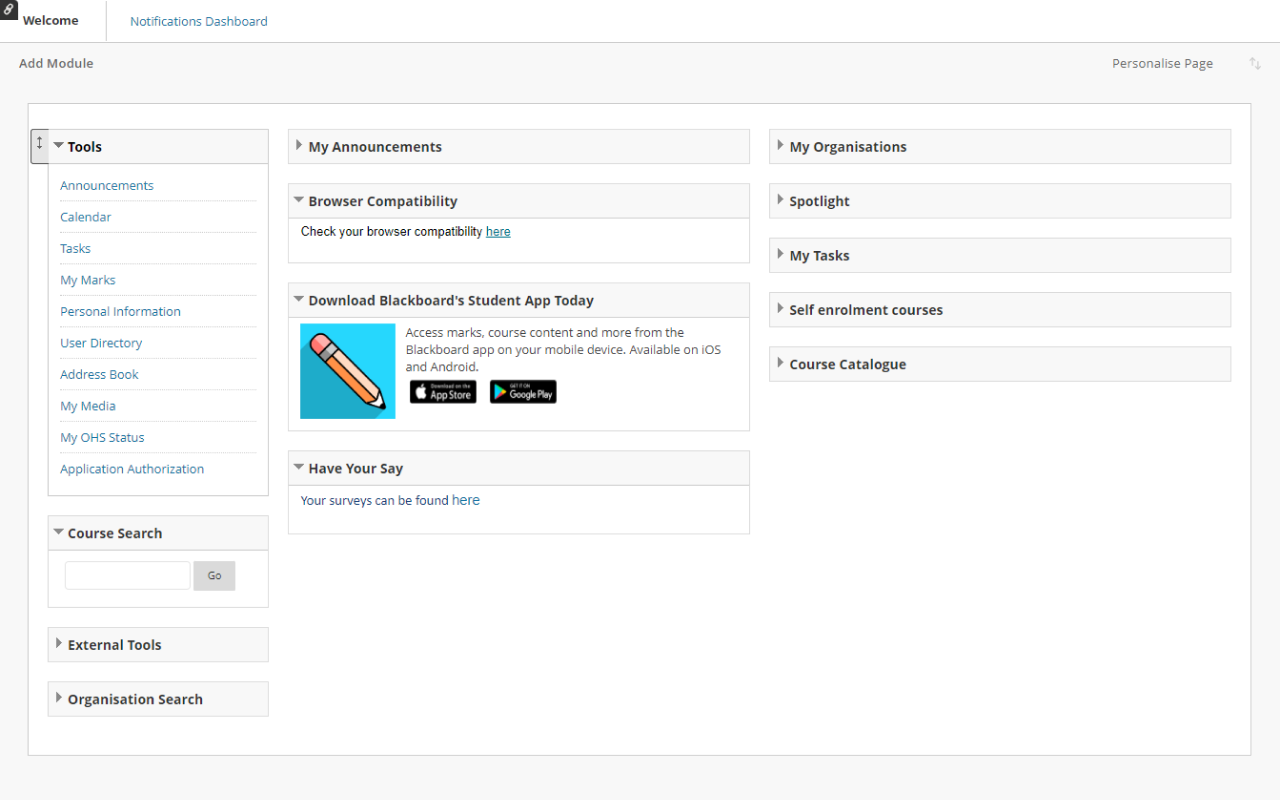 Welcome
Notifications Dashboard
Add Module
Personalise Page
Tools
Announcements
Calendar
Tasks
My Marks
Personal Information
User Directory
Address Book
My Media
My OHS Status
Application Authorization
Course Search
Go
External Tools
Organisation Search
My Announcements
Browser Compatibility
Check your browser compatibility here
Download Blackboard's Student App Today
Access marks, course content and more from the
Blackboard app on your mobile device. Available on iOS
and Android.
Download on the
App Store
GET IT ON
Google Play
Have Your Say
Your surveys can be found here
My Organisations
Spotlight
My Tasks
Self enrolment courses
Course Catalogue